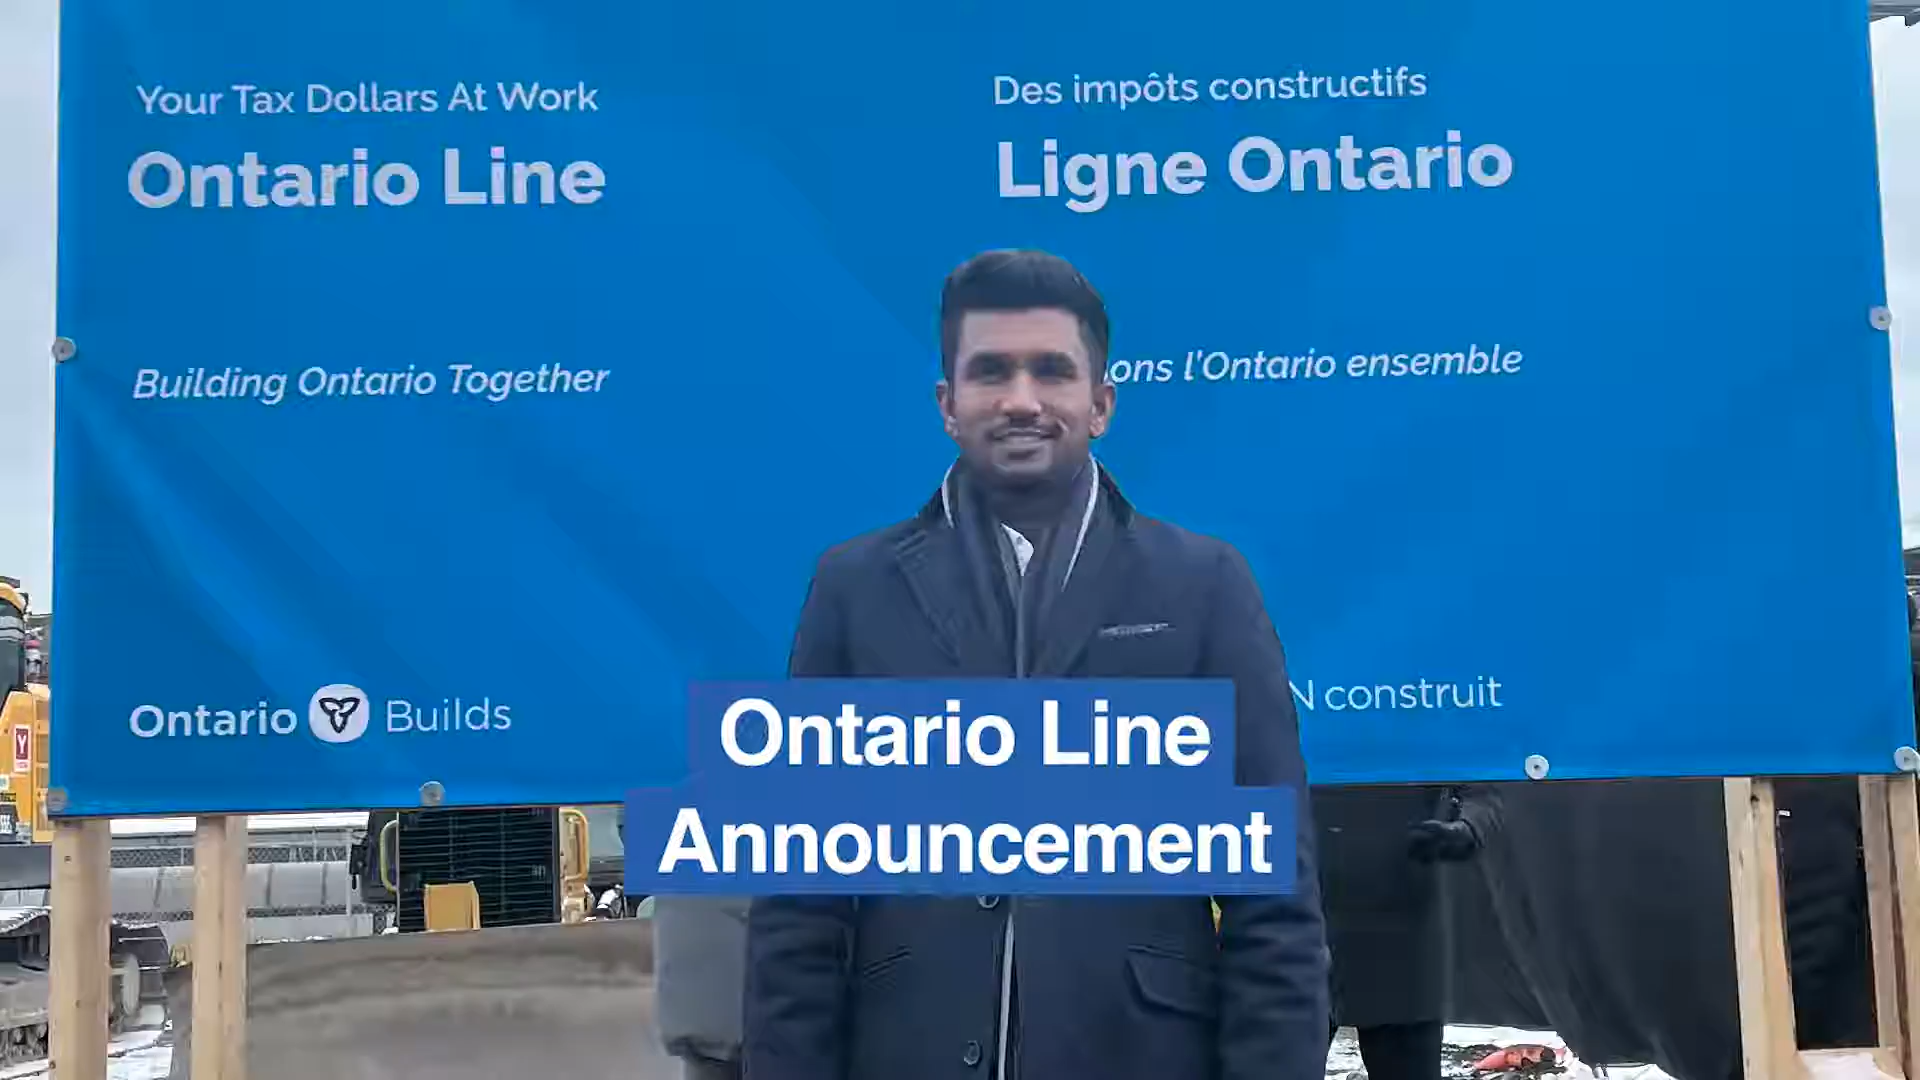 Your Tax Dollars At Work
Ontario Line
Building Ontario Together
Ontario Builds
Des impôts constructifs
Ligne Ontario
l'Ontario ensemble
construit
Ontario Line
Announcement